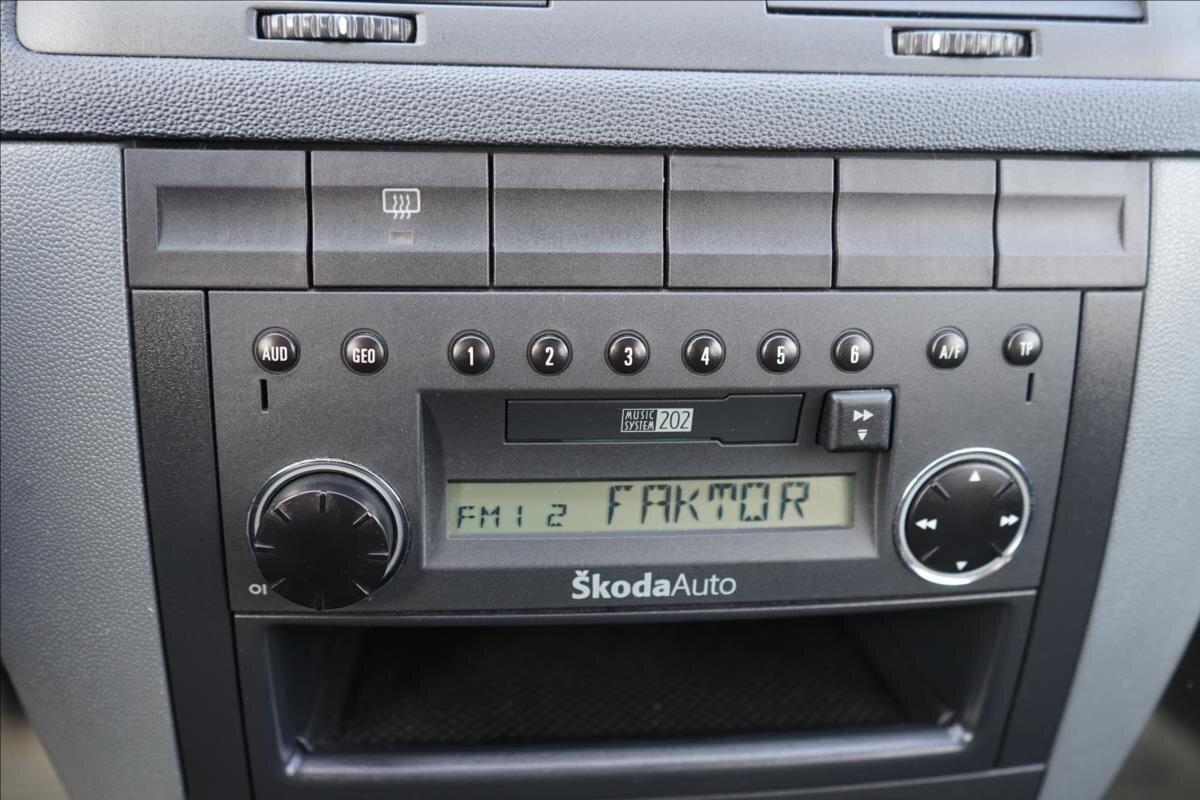 AUD GEO 1 2 3 4 5 6 A/F TP
MUSIC SYSTEM 202
FM1 2 FAKTOR
ŠkodaAuto